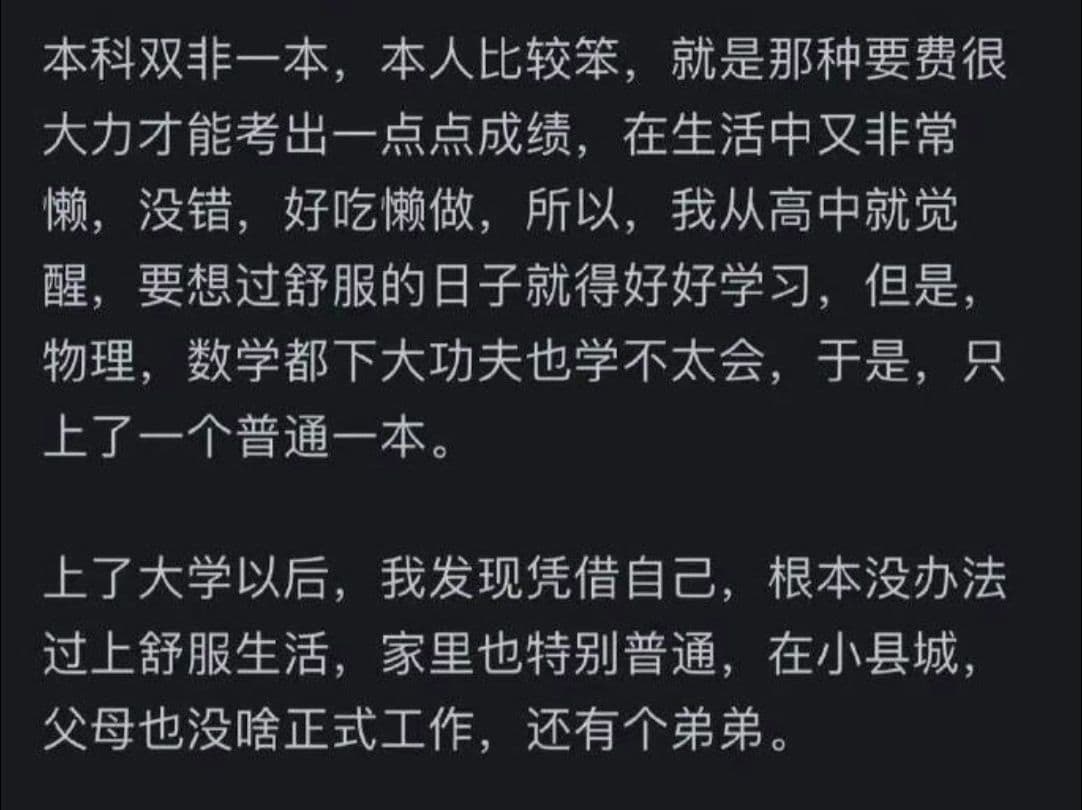 本科双非一本，本人比较笨，就是那种要费很
大力才能考出一点点成绩，在生活中又非常
懒，没错，好吃懒做，所以，我从高中就觉
醒，要想过舒服的日子就得好好学习，但是，
物理，数学都下大功夫也学不太会，于是，只
上了一个普通一本。
上了大学以后，我发现凭借自己，根本没办法
过上舒服生活，家里也特别普通，在小县城，
父母也没啥正式工作，还有个弟弟。